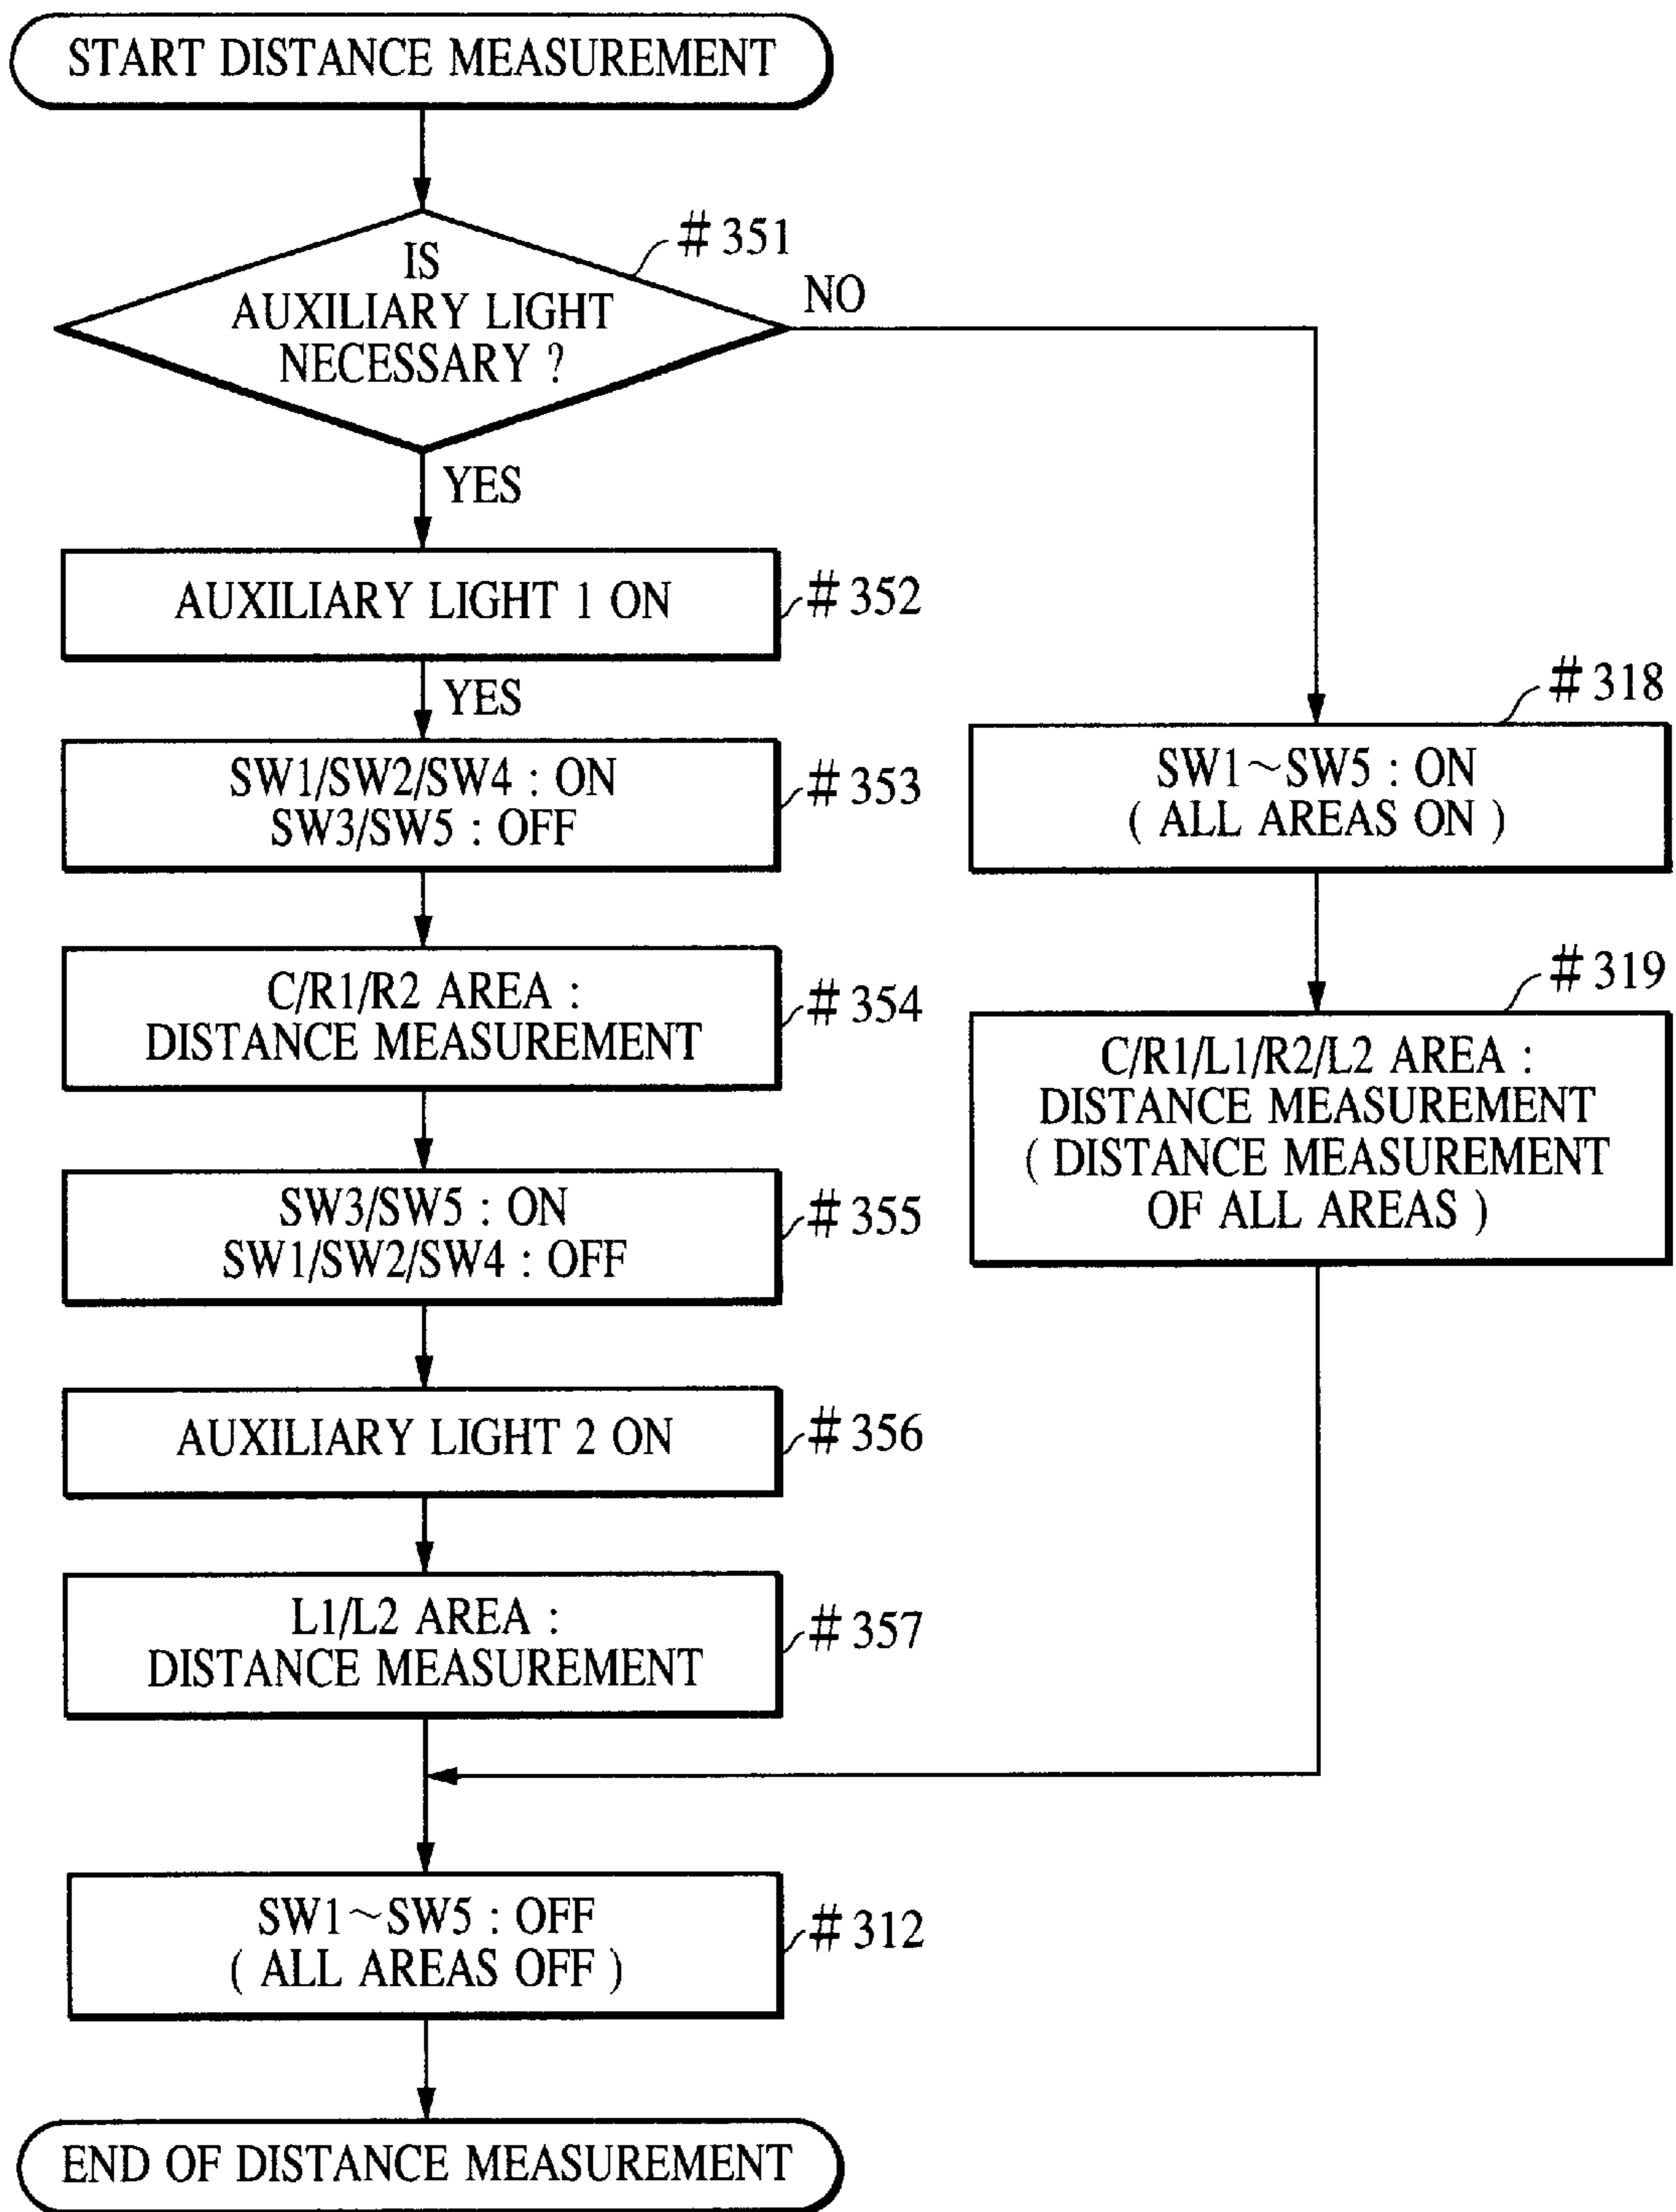 START DISTANCE MEASUREMENT
IS
AUXILIARY LIGHT
NECESSARY ?
#351
NO
YES
AUXILIARY LIGHT 1 ON
#352
YES
SW1/SW2/SW4 : ON
SW3/SW5 : OFF
#353
C/R1/R2 AREA :
DISTANCE MEASUREMENT
#354
SW3/SW5 : ON
SW1/SW2/SW4 : OFF
#355
AUXILIARY LIGHT 2 ON
#356
L1/L2 AREA :
DISTANCE MEASUREMENT
#357
#318
SW1~SW5 : ON
( ALL AREAS ON )
#319
C/R1/L1/R2/L2 AREA :
DISTANCE MEASUREMENT
( DISTANCE MEASUREMENT
OF ALL AREAS )
SW1~SW5 : OFF
( ALL AREAS OFF )
#312
END OF DISTANCE MEASUREMENT